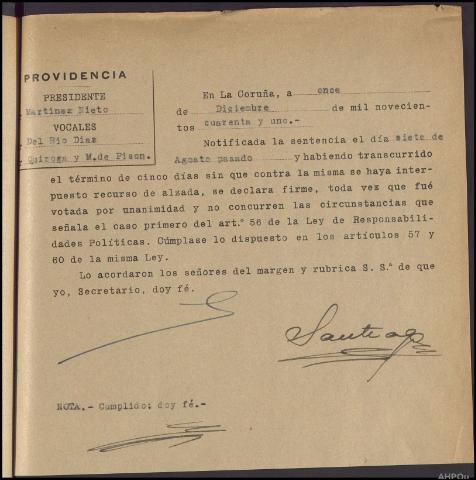 PROVIDENCIA
PRESIDENTE
Martinez Nieto
VOCALES
Del Rio Diaz
Quiroga y M. de Pison.
En La Coruña, a once
de Diciembre de mil novecien-
tos cuarenta y uno.-
Notificada la sentencia el día siete de
Agosto pasado y habiendo transcurrido
el término de cinco días sin que contra la misma se haya inter-
puesto recurso de alzada, se declara firme, toda vez que fué
votada por unanimidad y no concurren las circunstancias que
señala el caso primero del art.º 56 de la Ley de Responsabili-
dades Políticas. Cúmplase lo dispuesto en los artículos 57 y
60 de la misma Ley.
Lo acordaron los señores del margen y rubrica S. S.ª de que
yo, Secretario, doy fé.
Santiago
NOTA.- Cumplido; doy fé.-
AHPOu